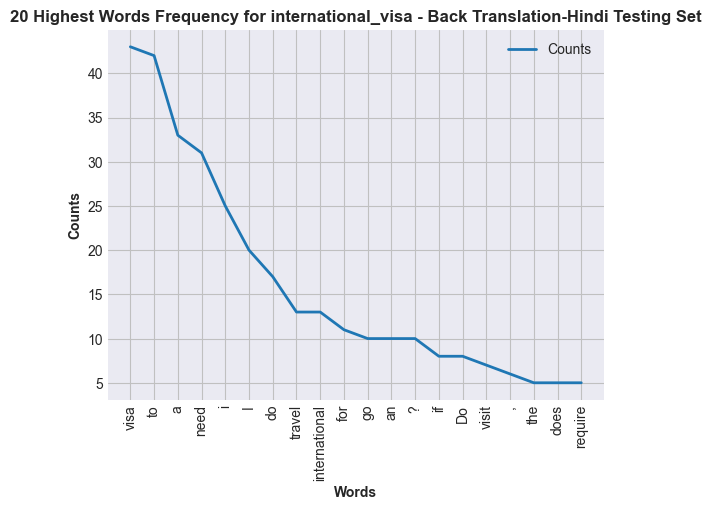 20 Highest Words Frequency for international_visa - Back Translation-Hindi Testing Set
Counts
40
35
30
25
20
15
10
5
Counts
visa
to
a
need
i
I
do
travel
international
for
go
an
?
if
Do
visit
,
the
does
require
Words